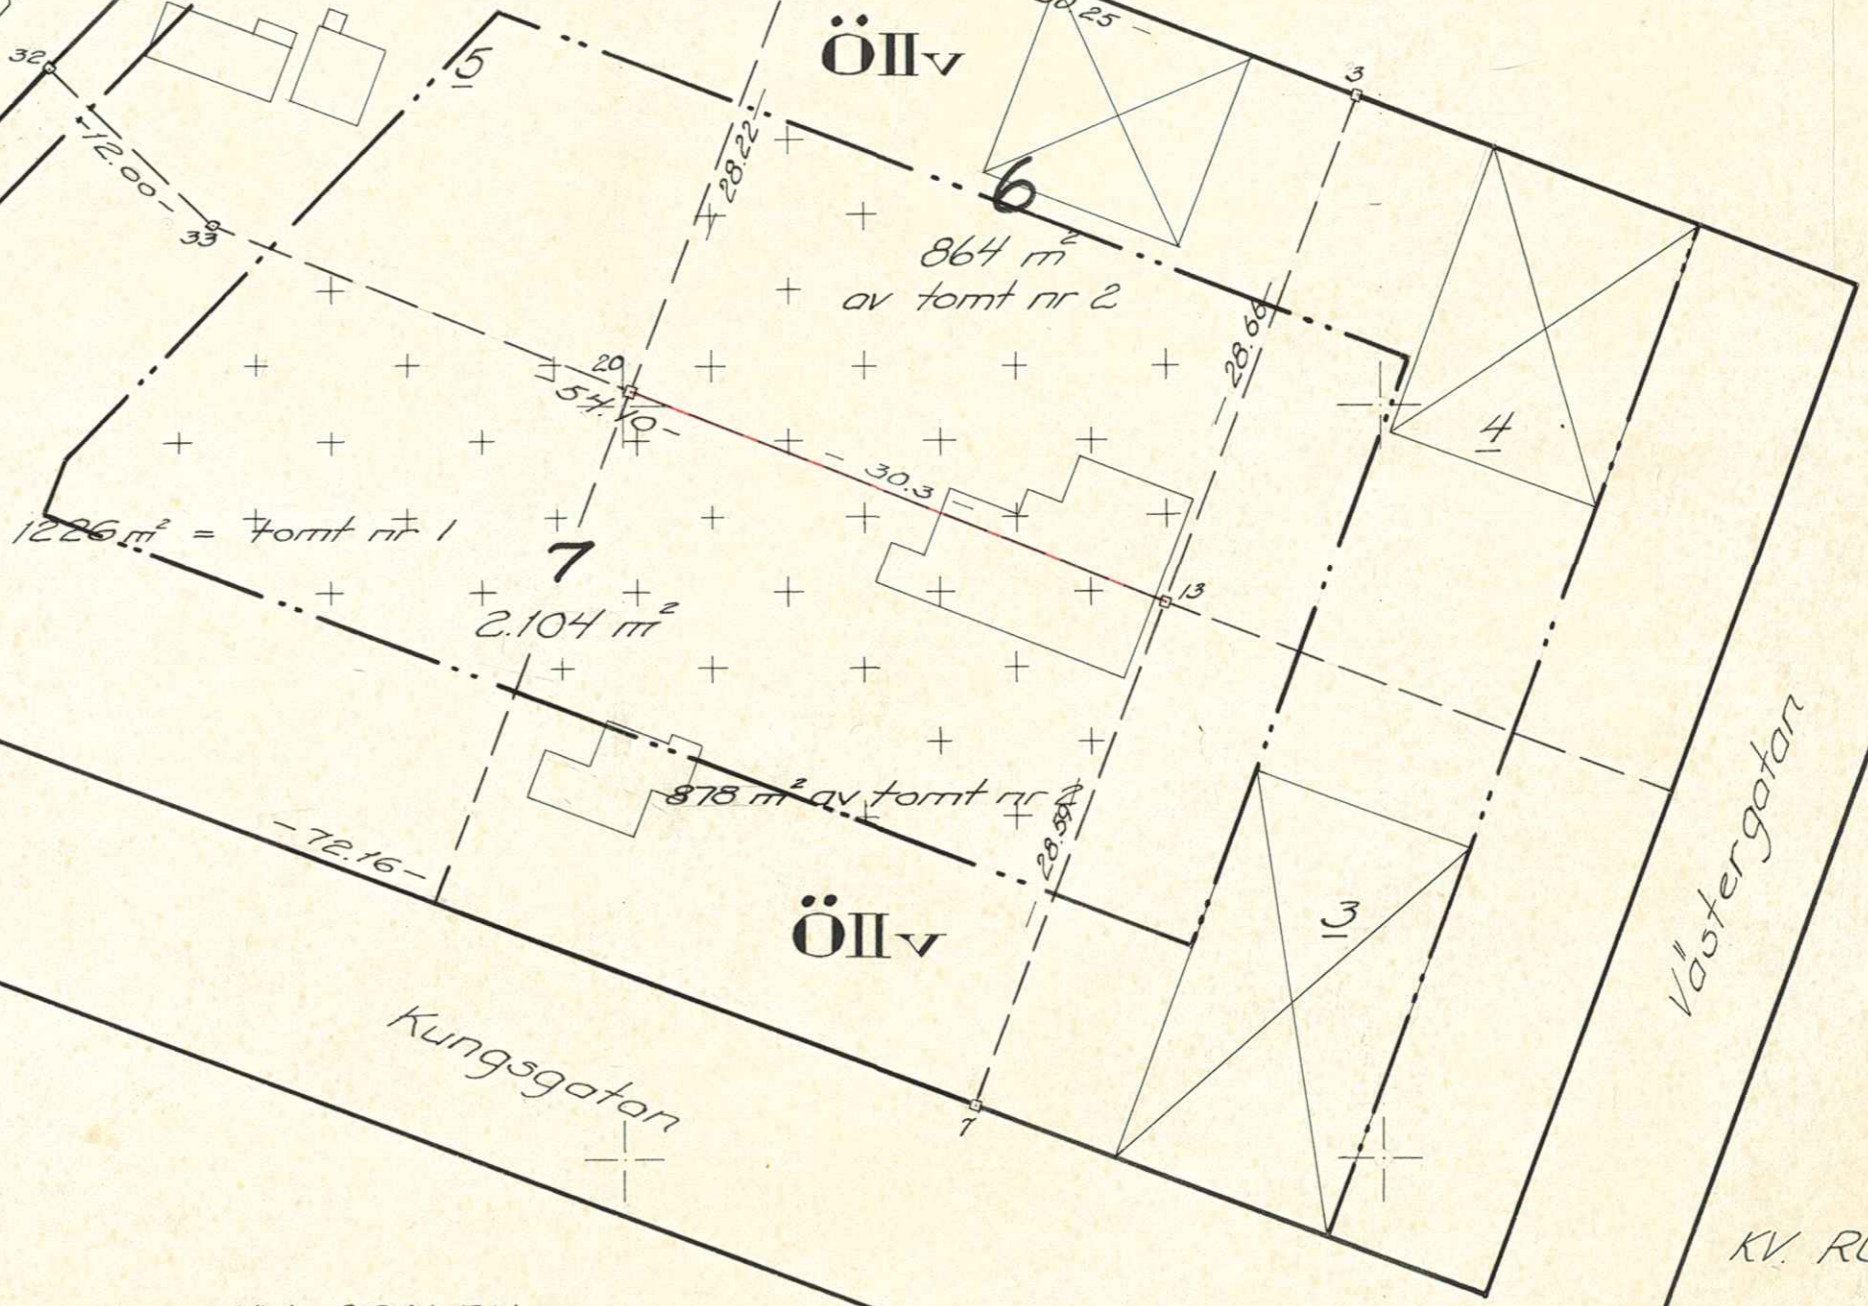 32
5
ÖIIv
0.25 -
3
-12.00-
33
- 28.22 -
6
864 m²
av tomt nr 2
- 28.66
20
- 54.10 -
- 30.3 -
4
1226 m² = tomt nr 1
7
2.104 m²
13
878 m² av tomt nr 2
- 28.59
-72.16-
ÖIIv
3
Västergatan
Kungsgatan
7
KV.